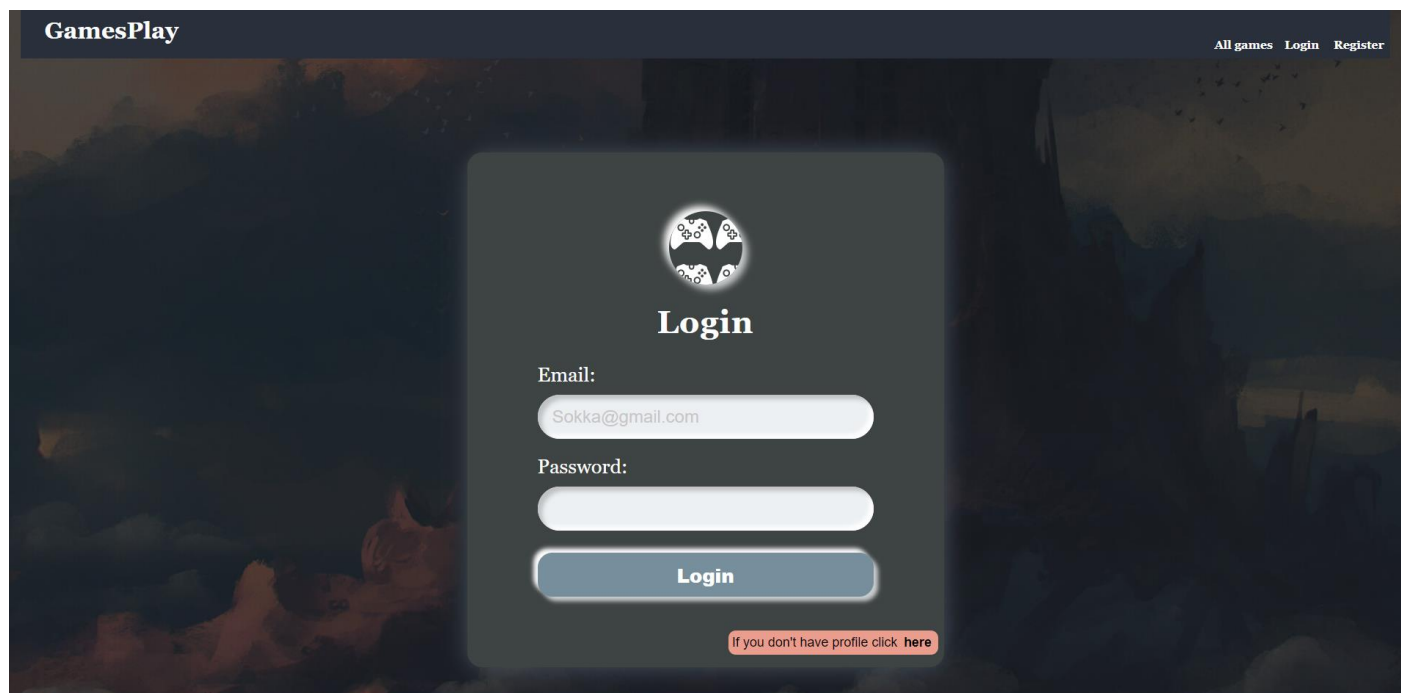 GamesPlay
All games Login Register
Login
Email:
Sokka@gmail.com
Password:
Login
If you don't have profile click here